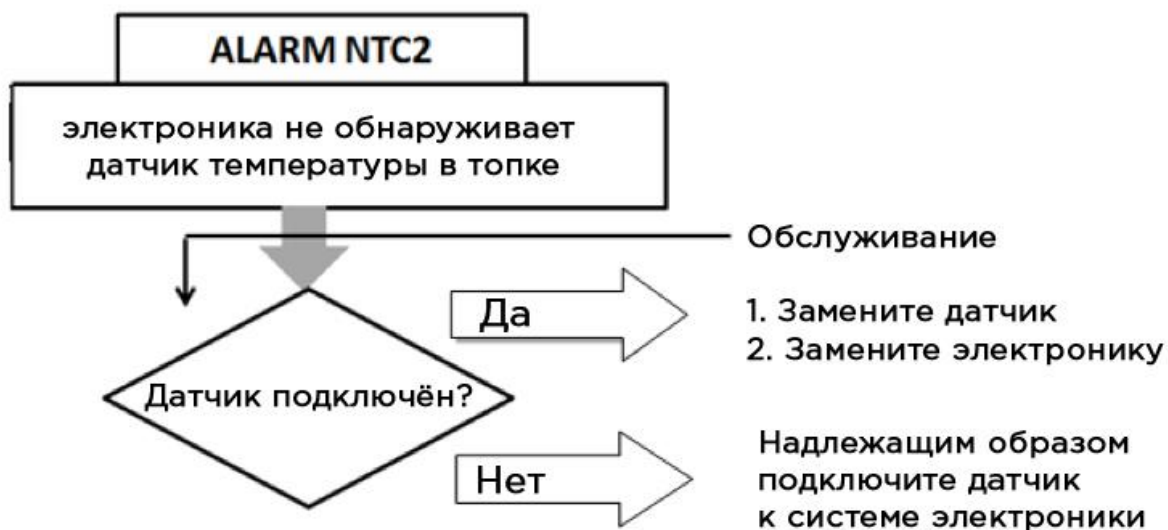 ALARM NTC2
электроника не обнаруживает
датчик температуры в топке
Обслуживание
Да
1. Замените датчик
2. Замените электронику
Датчик подключён?
Нет
Надлежащим образом
подключите датчик
к системе электроники